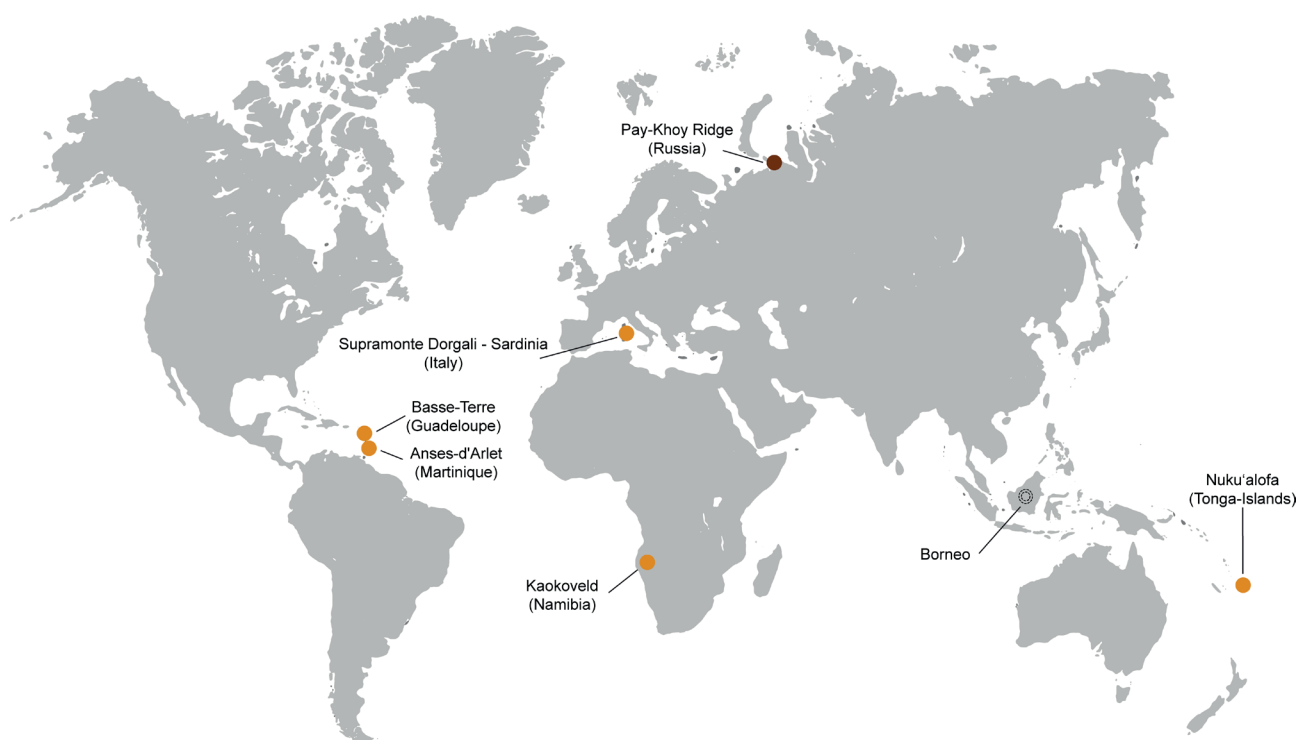 Pay-Khoy Ridge
(Russia)
Supramonte Dorgali - Sardinia
(Italy)
Basse-Terre
(Guadeloupe)
Anses-d'Arlet
(Martinique)
Nuku‘alofa
(Tonga-Islands)
Borneo
Kaokoveld
(Namibia)